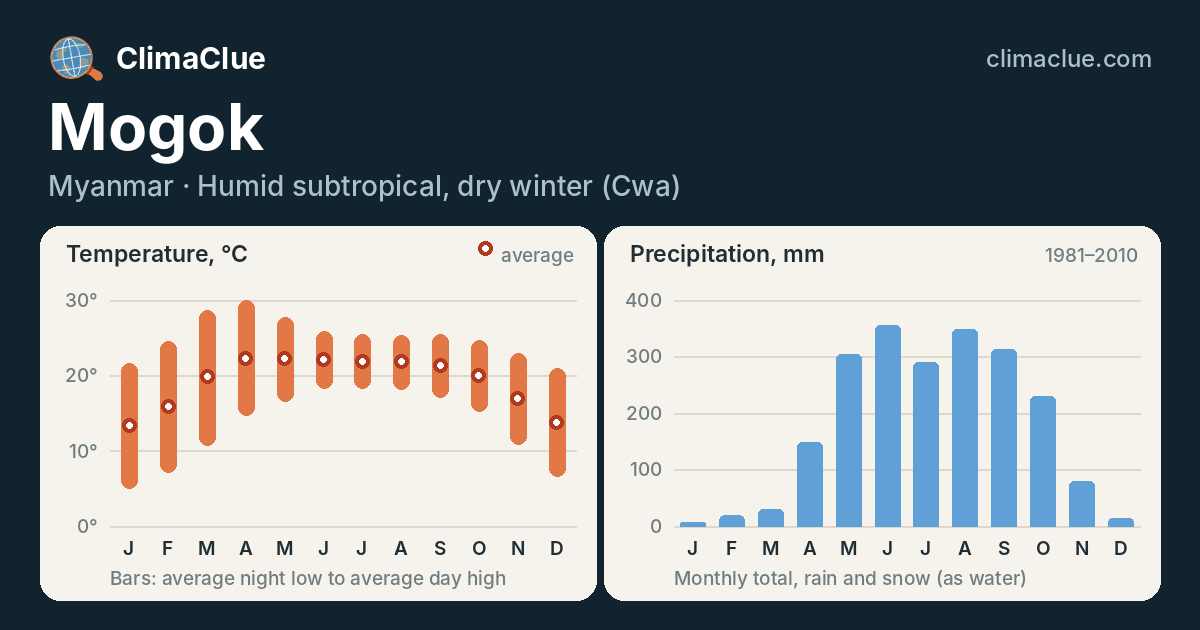 ClimaClue
climaclue.com
Mogok
Myanmar · Humid subtropical, dry winter (Cwa)
Temperature, °C
average
30°
20°
10°
0°
J F M A M J J A S O N D
Bars: average night low to average day high
Precipitation, mm
1981–2010
400
300
200
100
0
J F M A M J J A S O N D
Monthly total, rain and snow (as water)